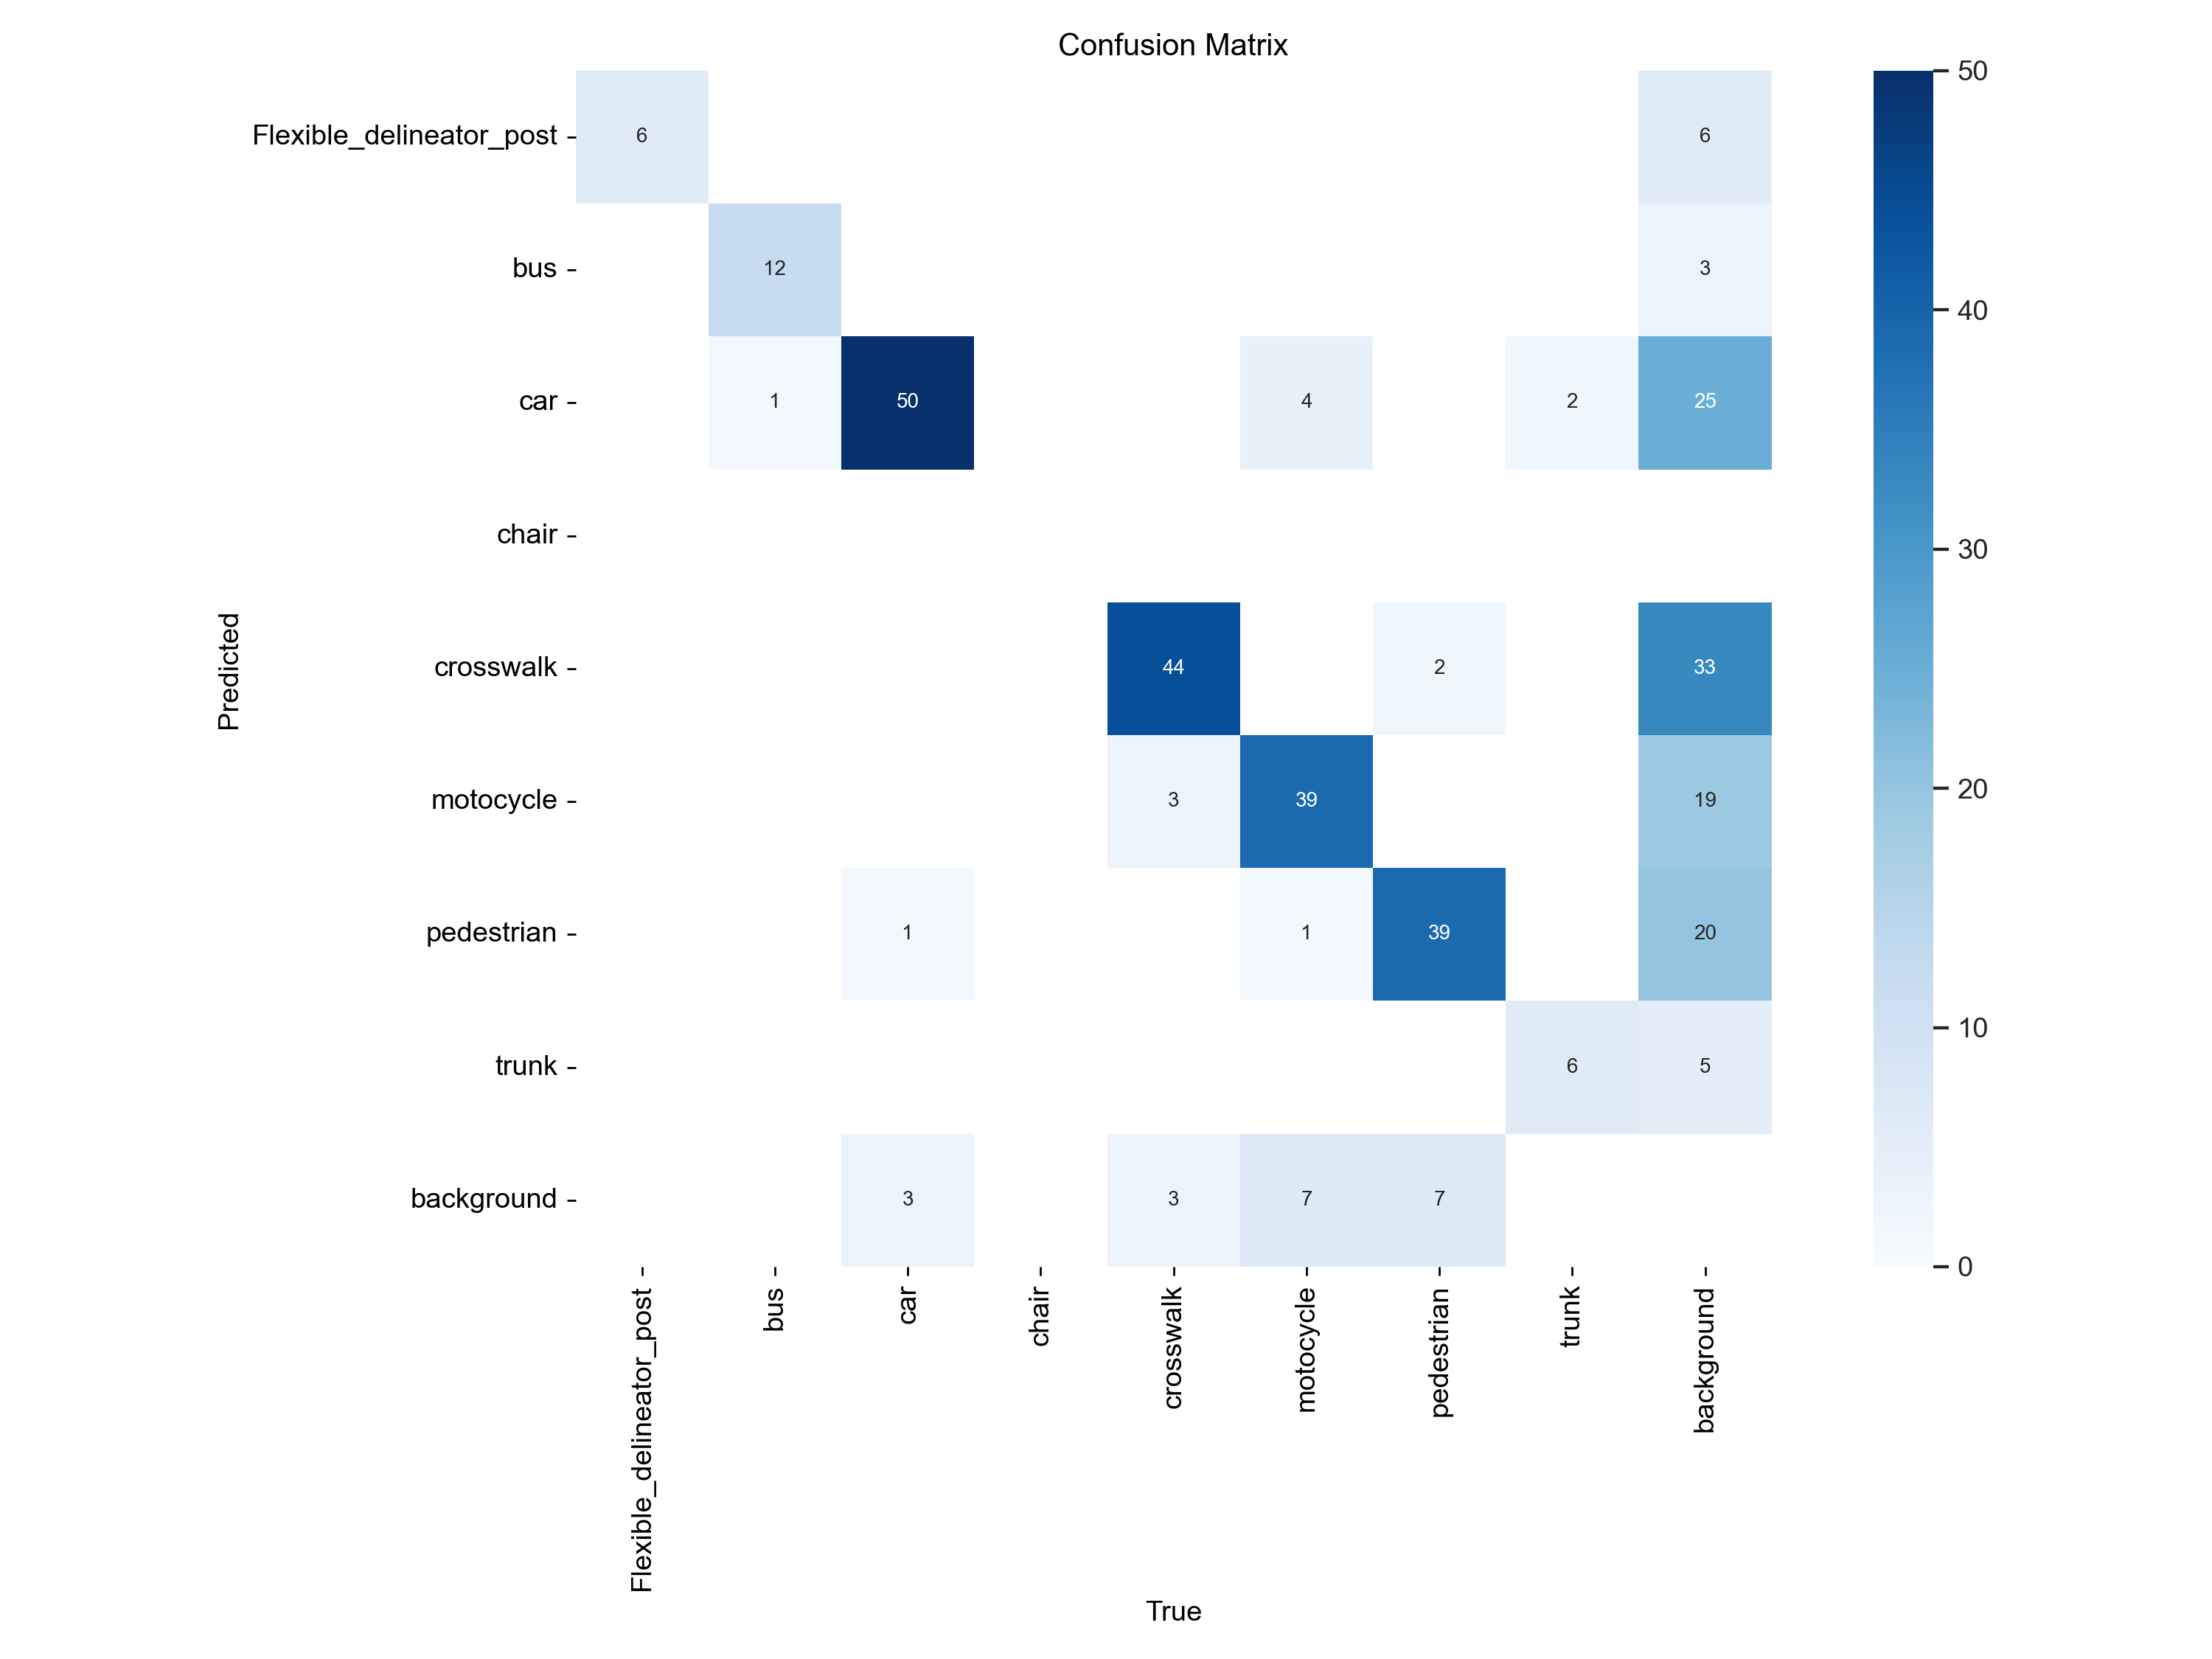 Confusion Matrix
Flexible_delineator_post 6 6
bus 12 3
car 1 50 4 2 25
chair
crosswalk 44 2 33
motocycle 3 39 19
pedestrian 1 1 39 20
trunk 6 5
background 3 3 7 7
Predicted
Flexible_delineator_post
bus
car
chair
crosswalk
motocycle
pedestrian
trunk
background
True
50
40
30
20
10
0